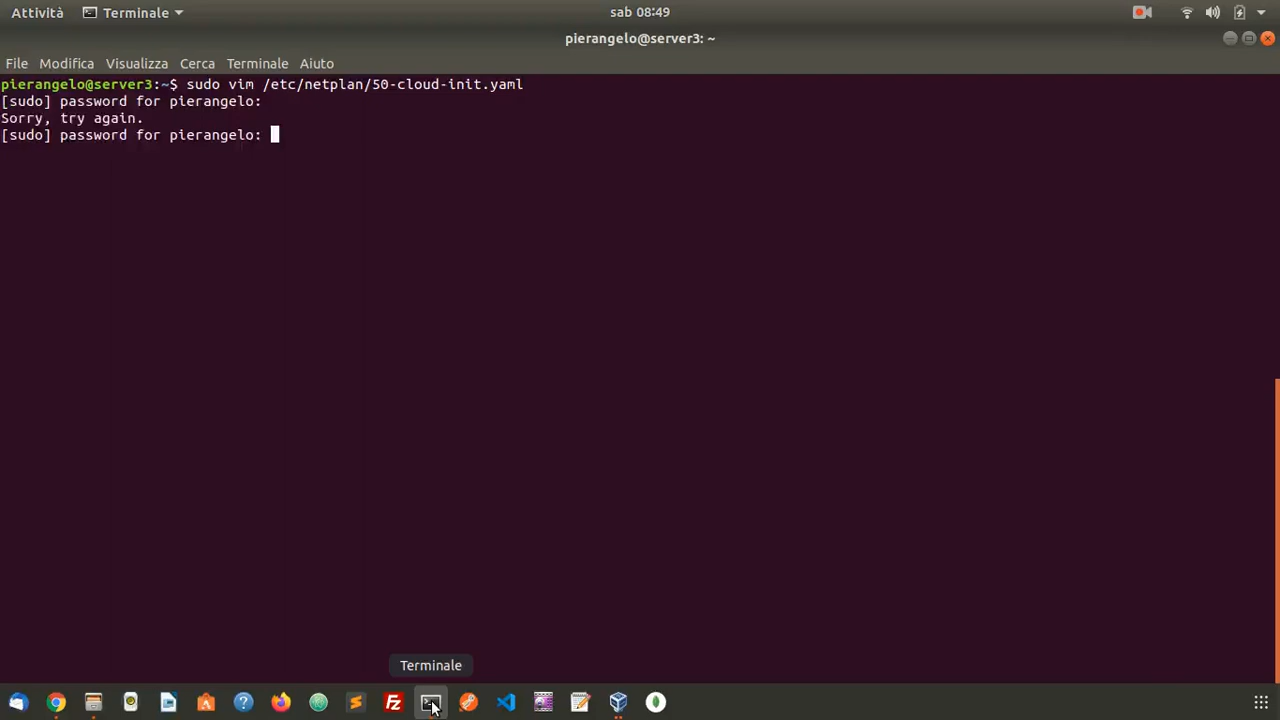 Attività Terminale sab 08:49
pierangelo@server3: ~
File Modifica Visualizza Cerca Terminale Aiuto
pierangelo@server3:~$ sudo vim /etc/netplan/50-cloud-init.yaml
[sudo] password for pierangelo:
Sorry, try again.
[sudo] password for pierangelo:
Terminale